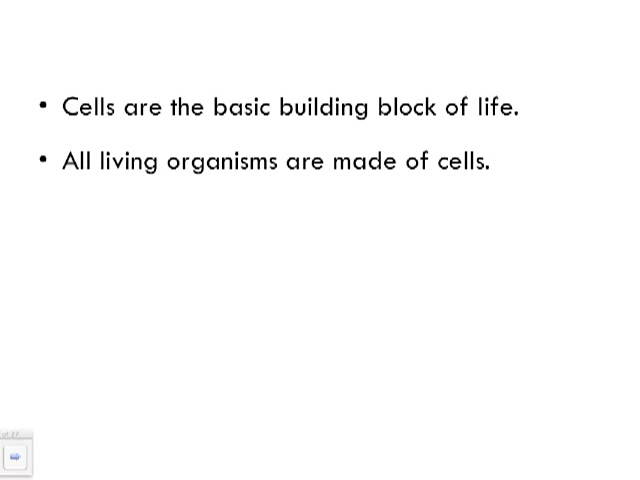 • Cells are the basic building block of life.
• All living organisms are made of cells.